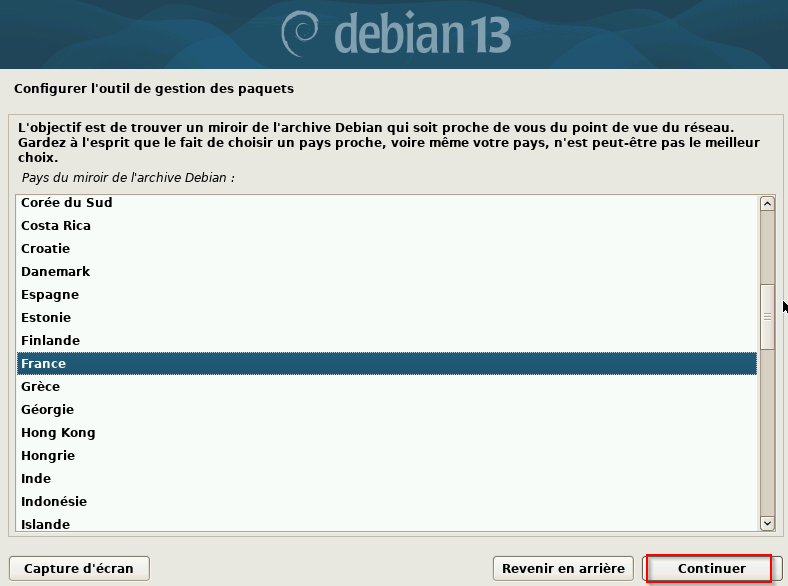 debian 13
Configurer l'outil de gestion des paquets
L'objectif est de trouver un miroir de l'archive Debian qui soit proche de vous du point de vue du réseau.
Gardez à l'esprit que le fait de choisir un pays proche, voire même votre pays, n'est peut-être pas le meilleur
choix.
Pays du miroir de l'archive Debian :
Corée du Sud
Costa Rica
Croatie
Danemark
Espagne
Estonie
Finlande
France
Grèce
Géorgie
Hong Kong
Hongrie
Inde
Indonésie
Islande
Capture d'écran
Revenir en arrière
Continuer